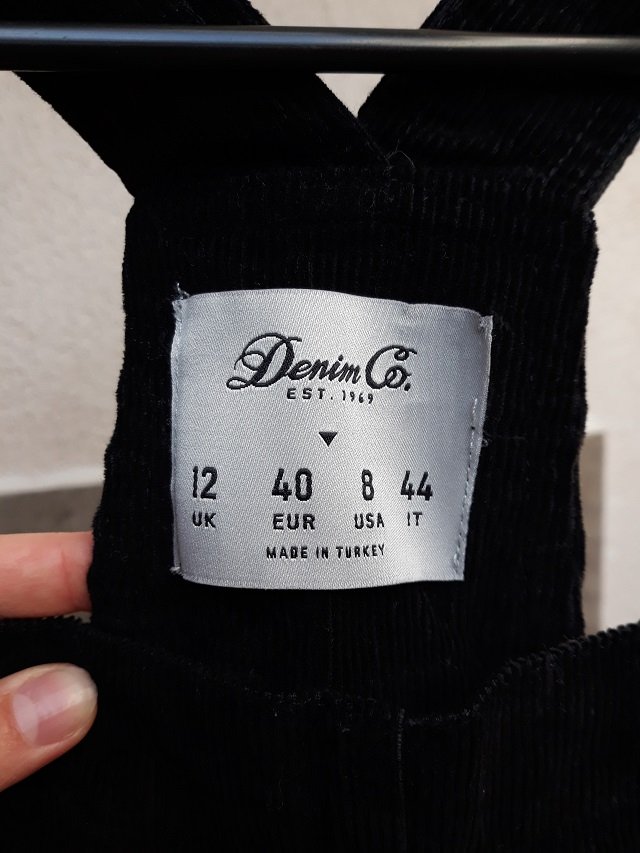 Denim Co.
EST. 1969
12 40 8 44
UK EUR USA IT
MADE IN TURKEY